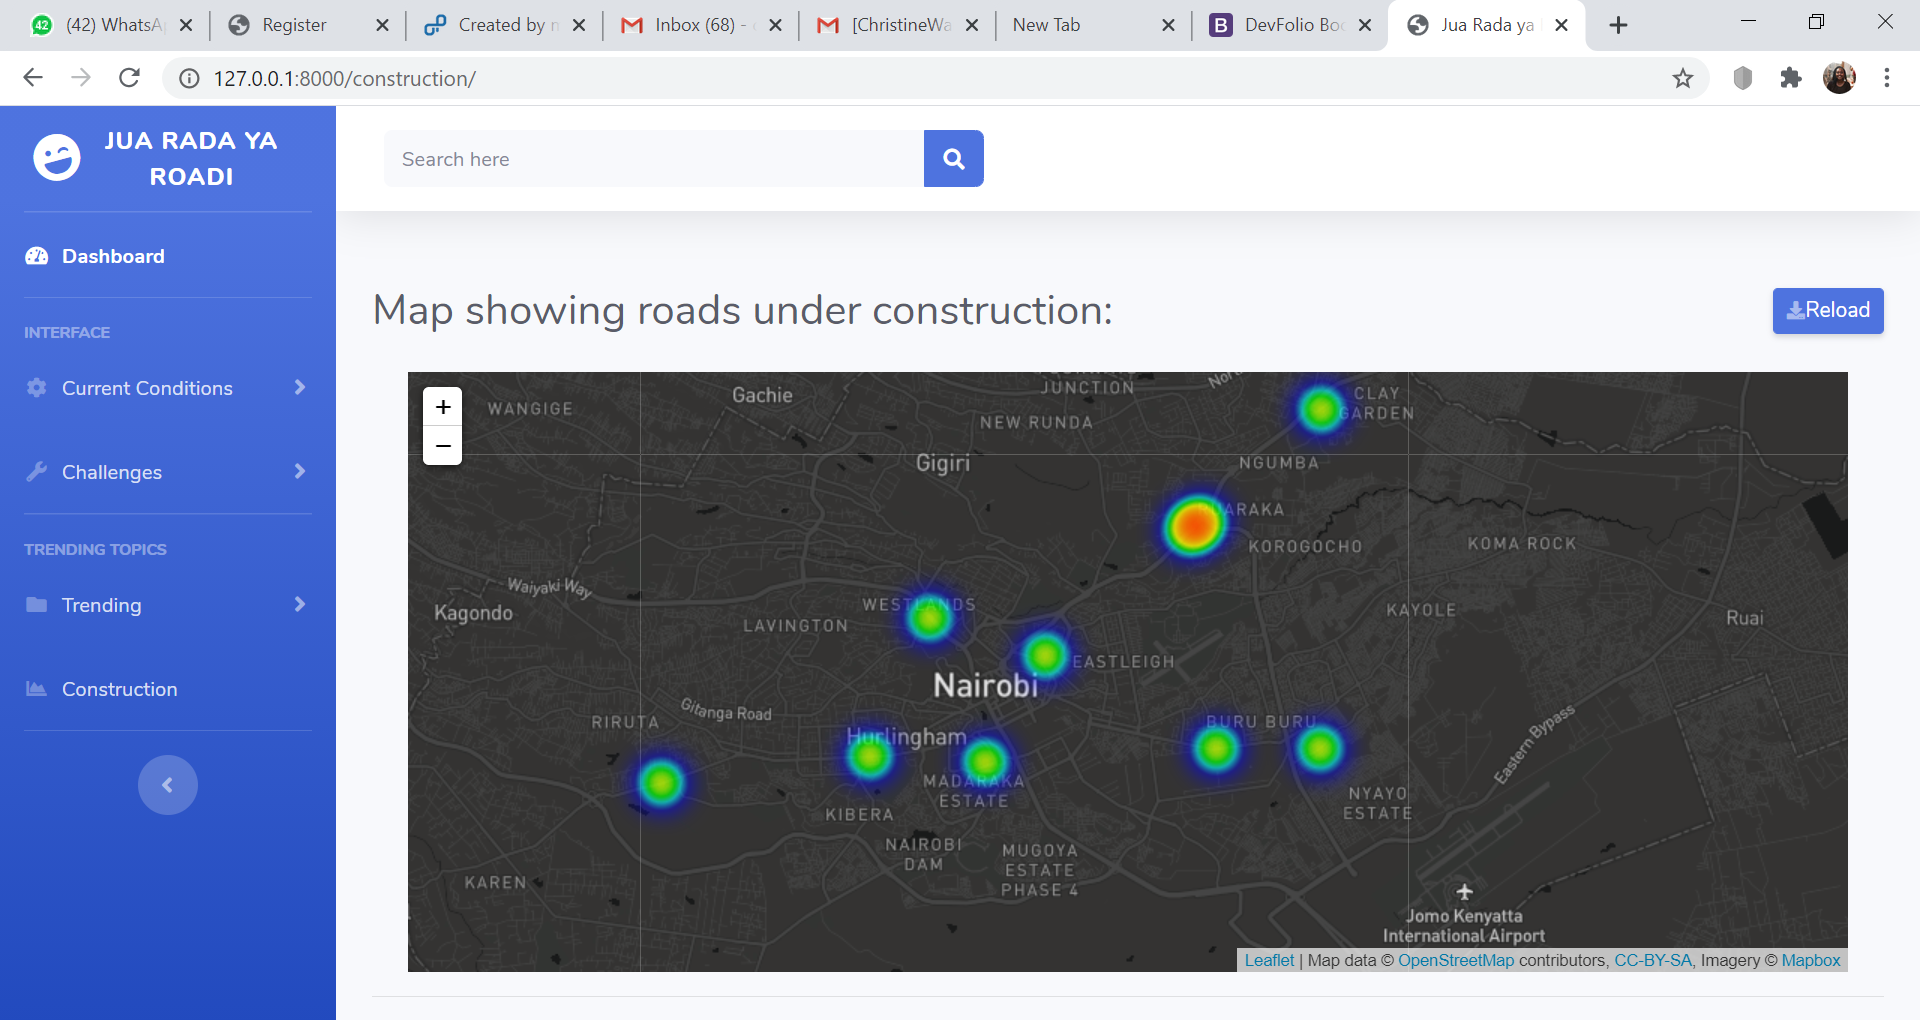 42
(42) WhatsA
Register
Created by n
Inbox (68) -
[ChristineWa
New Tab
B
DevFolio Boo
Jua Rada ya
127.0.0.1:8000/construction/
JUA RADA YA
ROADI
Dashboard
INTERFACE
Current Conditions
Challenges
TRENDING TOPICS
Trending
Construction
Search here
Map showing roads under construction:
Reload
+
−
JUNCTION
Gachie
WANGIGE
NEW RUNDA
CLAY
GARDEN
Gigiri
NGUMBA
KOROGOCHO
KOMA ROCK
Waiyaki Way
Kagondo
WESTLANDS
LAVINGTON
KAYOLE
Ruai
EASTLEIGH
Nairobi
RIRUTA
Gitanga Road
Hurlingham
BURU BURU
Eastern Bypass
MADARAKA
ESTATE
KIBERA
NYAYO
ESTATE
NAIROBI
DAM
MUGOYA
ESTATE
PHASE 4
KAREN
Jomo Kenyatta
International Airport
Leaflet | Map data © OpenStreetMap contributors, CC-BY-SA, Imagery © Mapbox